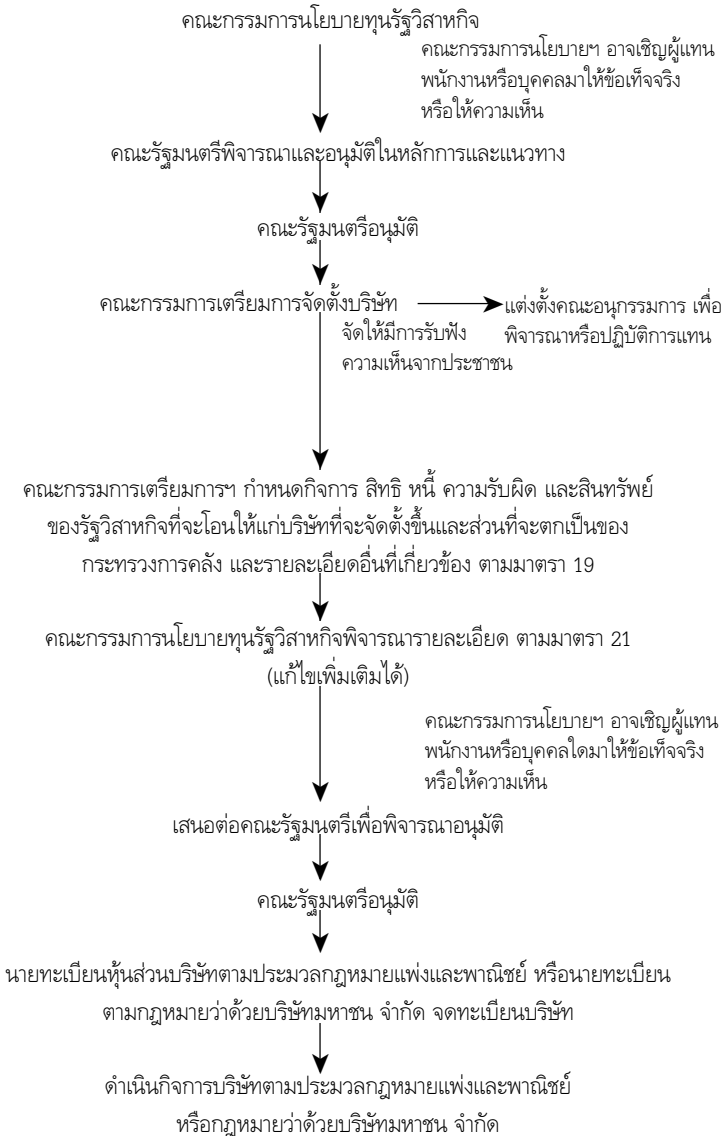 คณะกรรมการนโยบายทุนรัฐวิสาหกิจ
คณะกรรมการนโยบายฯ อาจเชิญผู้แทน
พนักงานหรือบุคคลมาให้ข้อเท็จจริง
หรือให้ความเห็น
คณะรัฐมนตรีพิจารณาและอนุมัติในหลักการและแนวทาง
คณะรัฐมนตรีอนุมัติ
คณะกรรมการเตรียมการจัดตั้งบริษัท
แต่งตั้งคณะอนุกรรมการ เพื่อ
พิจารณาหรือปฏิบัติการแทน
จัดให้มีการรับฟัง
ความเห็นจากประชาชน
คณะกรรมการเตรียมการฯ กำหนดกิจการ สิทธิ หนี้ ความรับผิด และสินทรัพย์
ของรัฐวิสาหกิจที่จะโอนให้แก่บริษัทที่จะจัดตั้งขึ้นและส่วนที่จะตกเป็นของ
กระทรวงการคลัง และรายละเอียดอื่นที่เกี่ยวข้อง ตามมาตรา 19
คณะกรรมการนโยบายทุนรัฐวิสาหกิจพิจารณารายละเอียด ตามมาตรา 21
(แก้ไขเพิ่มเติมได้)
คณะกรรมการนโยบายฯ อาจเชิญผู้แทน
พนักงานหรือบุคคลใดมาให้ข้อเท็จจริง
หรือให้ความเห็น
เสนอต่อคณะรัฐมนตรีเพื่อพิจารณาอนุมัติ
คณะรัฐมนตรีอนุมัติ
นายทะเบียนหุ้นส่วนบริษัทตามประมวลกฎหมายแพ่งและพาณิชย์ หรือนายทะเบียน
ตามกฎหมายว่าด้วยบริษัทมหาชน จำกัด จดทะเบียนบริษัท
ดำเนินกิจการบริษัทตามประมวลกฎหมายแพ่งและพาณิชย์
หรือกฎหมายว่าด้วยบริษัทมหาชน จำกัด